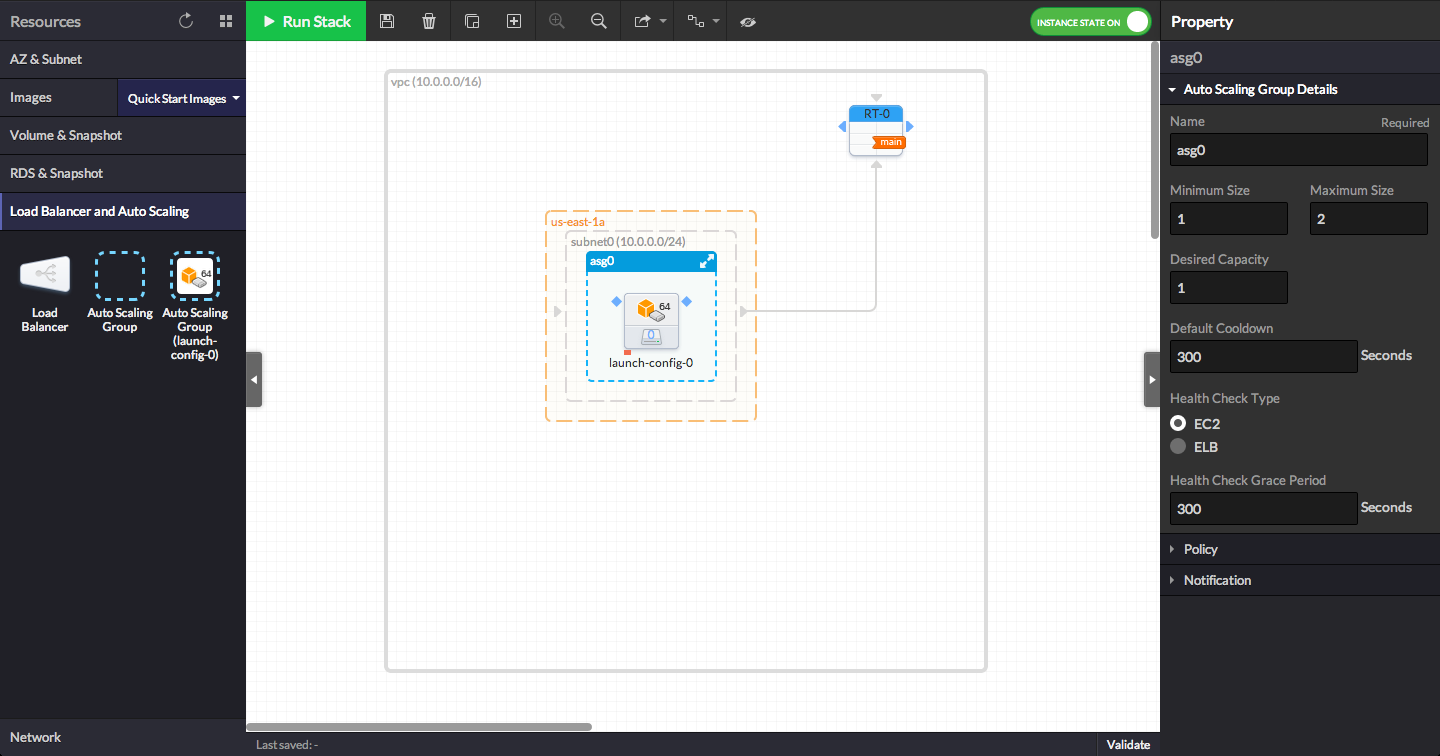 Resources
AZ & Subnet
Images
Quick Start Images
Volume & Snapshot
RDS & Snapshot
Load Balancer and Auto Scaling
Load
Balancer
Auto Scaling
Group
64
Auto Scaling
Group
(launch-
config-0)
Network
Run Stack
INSTANCE STATE ON
vpc (10.0.0.0/16)
RT-0
main
us-east-1a
subnet0 (10.0.0.0/24)
asg0
64
0
launch-config-0
Last saved: -
Validate
Property
asg0
Auto Scaling Group Details
Name Required
asg0
Minimum Size Maximum Size
1 2
Desired Capacity
1
Default Cooldown
300 Seconds
Health Check Type
EC2
ELB
Health Check Grace Period
300 Seconds
Policy
Notification